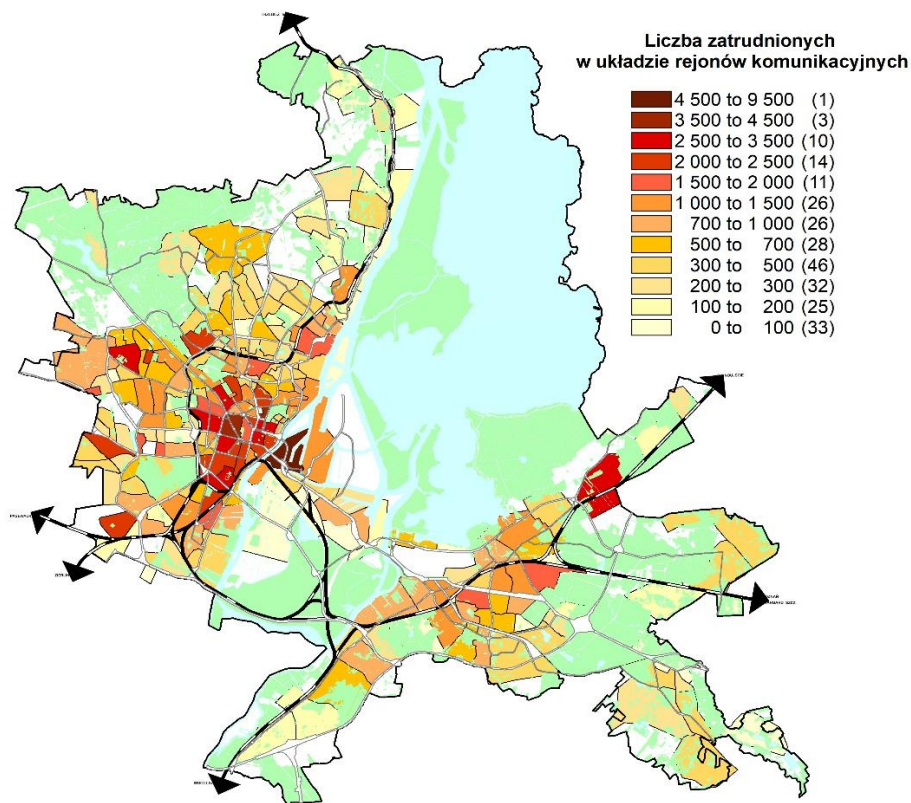 Liczba zatrudnionych
w układzie rejonów komunikacyjnych
4 500 to 9 500 (1)
3 500 to 4 500 (3)
2 500 to 3 500 (10)
2 000 to 2 500 (14)
1 500 to 2 000 (11)
1 000 to 1 500 (26)
700 to 1 000 (26)
500 to 700 (28)
300 to 500 (46)
200 to 300 (32)
100 to 200 (25)
0 to 100 (33)